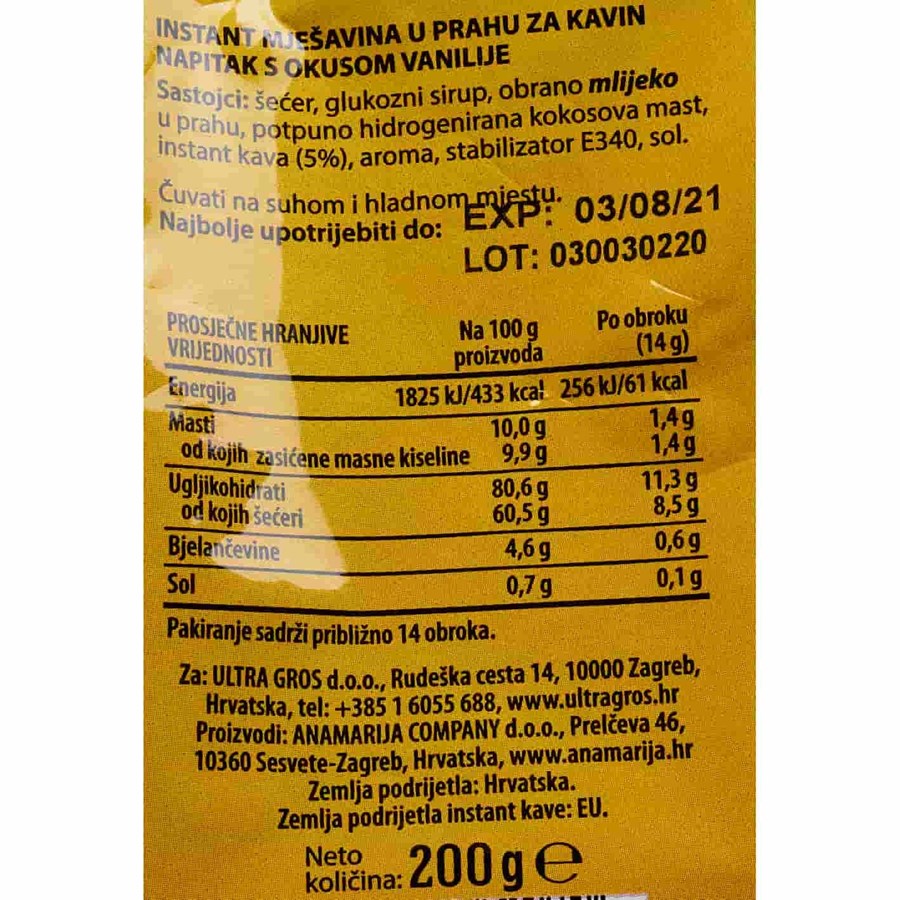 INSTANT MJEŠAVINA U PRAHU ZA KAVIN
NAPITAK S OKUSOM VANILIJE
Sastojci: šećer, glukozni sirup, obrano mlijeko
u prahu, potpuno hidrogenirana kokosova mast,
instant kava (5%), aroma, stabilizator E340, sol.
Čuvati na suhom i hladnom mjestu.
Najbolje upotrijebiti do: EXP: 03/08/21
LOT: 030030220
PROSJEČNE HRANJIVE VRIJEDNOSTI Na 100 g proizvoda Po obroku (14 g)
Energija 1825 kJ/433 kcal 256 kJ/61 kcal
Masti 10,0 g 1,4 g
od kojih zasićene masne kiseline 9,9 g 1,4 g
Ugljikohidrati 80,6 g 11,3 g
od kojih šećeri 60,5 g 8,5 g
Bjelančevine 4,6 g 0,6 g
Sol 0,7 g 0,1 g
Pakiranje sadrži približno 14 obroka.
Za: ULTRA GROS d.o.o., Rudeška cesta 14, 10000 Zagreb,
Hrvatska, tel: +385 1 6055 688, www.ultragros.hr
Proizvodi: ANAMARIJA COMPANY d.o.o., Prelčeva 46,
10360 Sesvete-Zagreb, Hrvatska, www.anamarija.hr
Zemlja podrijetla: Hrvatska.
Zemlja podrijetla instant kave: EU.
Neto količina: 200 g e